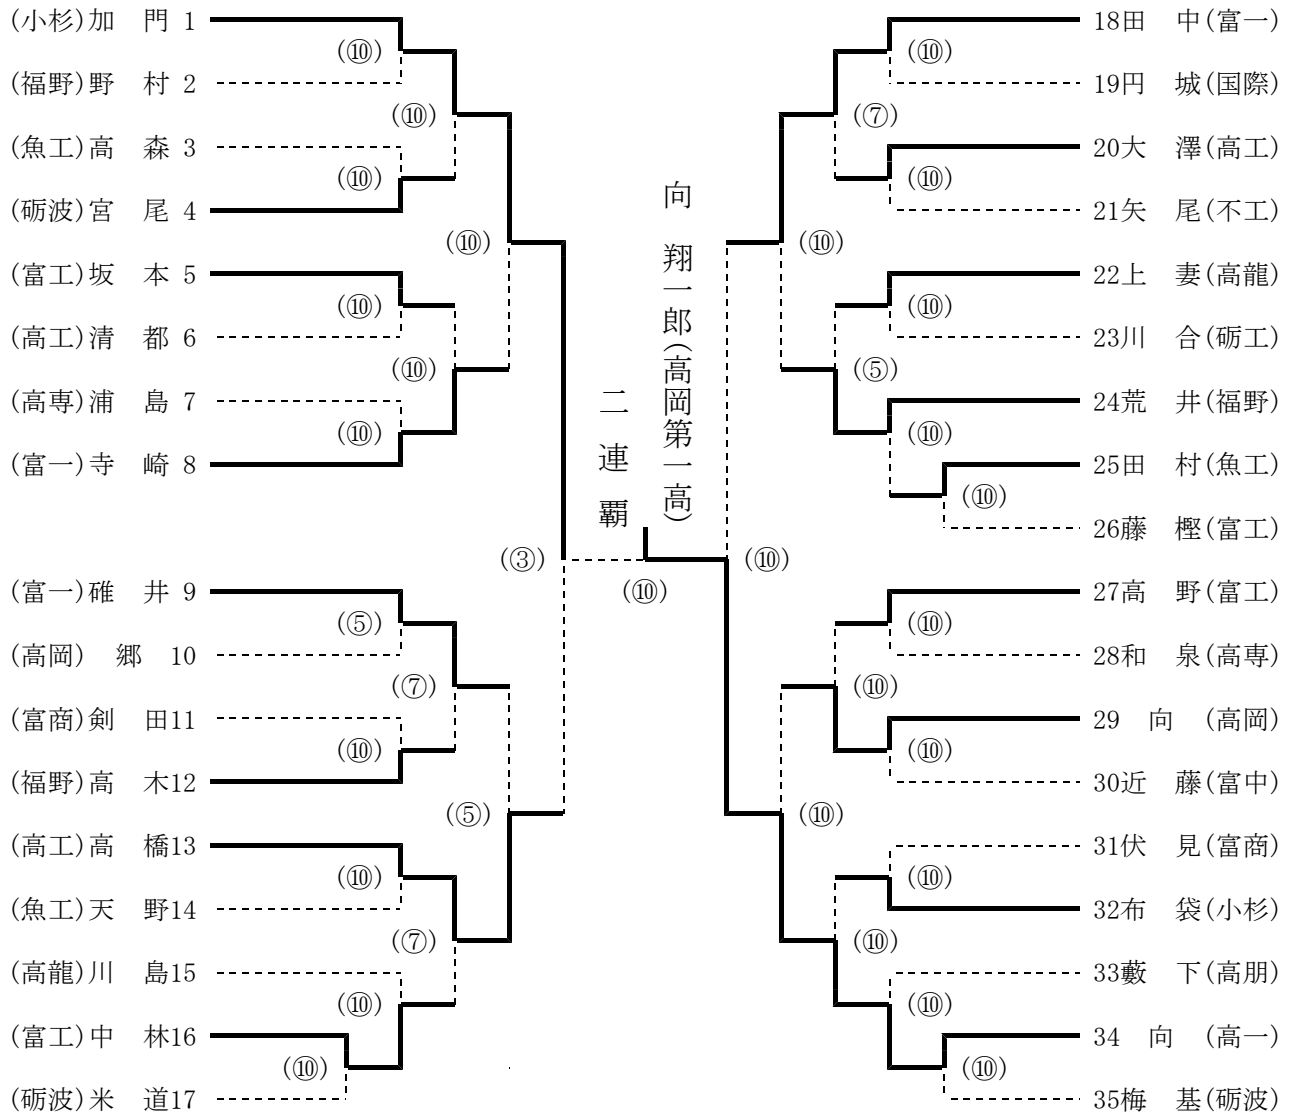 (小杉)加　門 1
(⑩)
(福野)野　村 2
(⑩)
(魚工)高　森 3
(⑩)
(砺波)宮　尾 4
(⑩)
(富工)坂　本 5
(⑩)
(高工)清　都 6
(⑩)
(高専)浦　島 7
(⑩)
(富一)寺　崎 8
(③)
(富一)碓　井 9
(⑤)
(高岡)　郷　10
(⑦)
(富商)剣　田11
(⑩)
(福野)高　木12
(⑤)
(高工)高　橋13
(⑩)
(魚工)天　野14
(⑦)
(高龍)川　島15
(⑩)
(富工)中　林16
(⑩)
(砺波)米　道17
向　翔一郎(高岡第一高)
二連覇
(⑩)
18田　中(富一)
(⑩)
19円　城(国際)
(⑦)
20大　澤(高工)
(⑩)
21矢　尾(不工)
(⑩)
22上　妻(高龍)
(⑩)
23川　合(砺工)
(⑤)
24荒　井(福野)
(⑩)
25田　村(魚工)
(⑩)
26藤　樫(富工)
(⑩)
27高　野(富工)
(⑩)
28和　泉(高専)
(⑩)
29　向　(高岡)
(⑩)
30近　藤(富中)
(⑩)
31伏　見(富商)
(⑩)
32布　袋(小杉)
(⑩)
33藪　下(高朋)
(⑩)
34　向　(高一)
(⑩)
35梅　基(砺波)